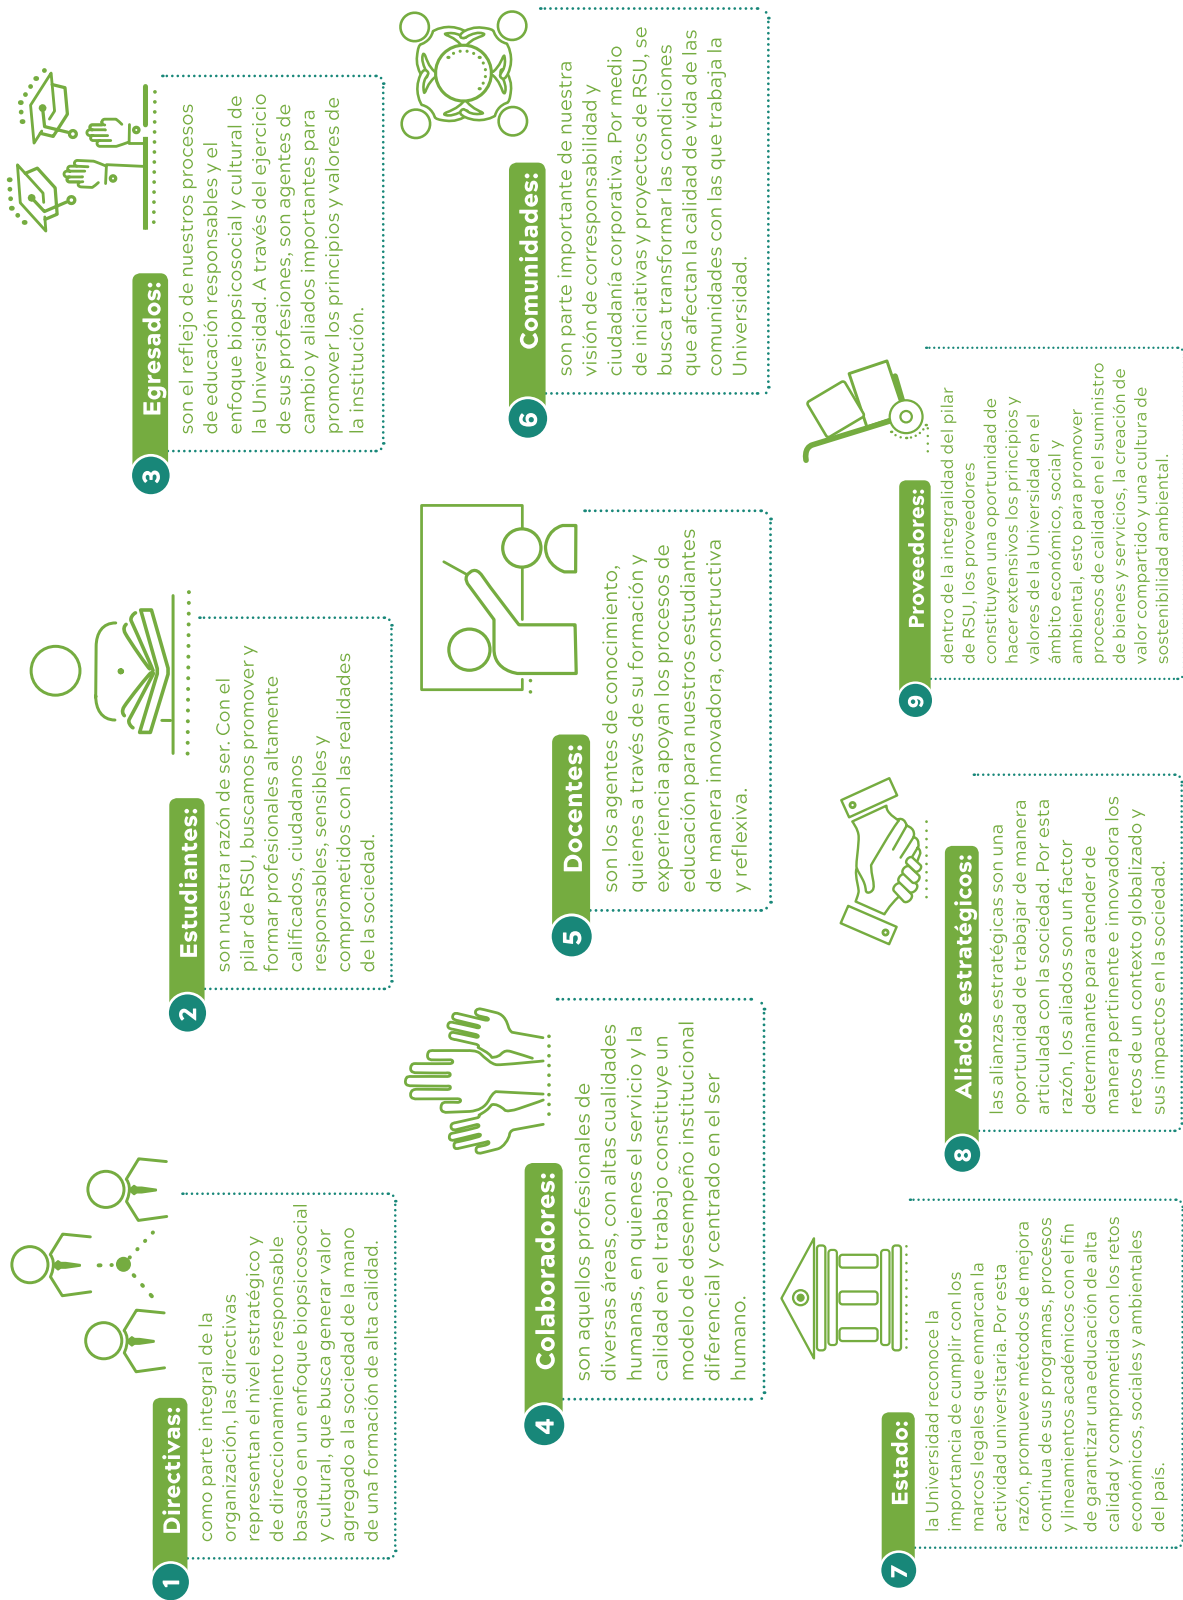 1
Directivas:
como parte integral de la
organización, las directivas
representan el nivel estratégico y
de direccionamiento responsable
basado en un enfoque biopsicosocial
y cultural, que busca generar valor
agregado a la sociedad de la mano
de una formación de alta calidad.
2
Estudiantes:
son nuestra razón de ser. Con el
pilar de RSU, buscamos promover y
formar profesionales altamente
calificados, ciudadanos
responsables, sensibles y
comprometidos con las realidades
de la sociedad.
3
Egresados:
son el reflejo de nuestros procesos
de educación responsables y el
enfoque biopsicosocial y cultural de
la Universidad. A través del ejercicio
de sus profesiones, son agentes de
cambio y aliados importantes para
promover los principios y valores de
la institución.
4
Colaboradores:
son aquellos profesionales de
diversas áreas, con altas cualidades
humanas, en quienes el servicio y la
calidad en el trabajo constituye un
modelo de desempeño institucional
diferencial y centrado en el ser
humano.
5
Docentes:
son los agentes de conocimiento,
quienes a través de su formación y
experiencia apoyan los procesos de
educación para nuestros estudiantes
de manera innovadora, constructiva
y reflexiva.
6
Comunidades:
son parte importante de nuestra
visión de corresponsabilidad y
ciudadanía corporativa. Por medio
de iniciativas y proyectos de RSU, se
busca transformar las condiciones
que afectan la calidad de vida de las
comunidades con las que trabaja la
Universidad.
7
Estado:
la Universidad reconoce la
importancia de cumplir con los
marcos legales que enmarcan la
actividad universitaria. Por esta
razón, promueve métodos de mejora
continua de sus programas, procesos
y lineamientos académicos con el fin
de garantizar una educación de alta
calidad y comprometida con los retos
económicos, sociales y ambientales
del país.
8
Aliados estratégicos:
las alianzas estratégicas son una
oportunidad de trabajar de manera
articulada con la sociedad. Por esta
razón, los aliados son un factor
determinante para atender de
manera pertinente e innovadora los
retos de un contexto globalizado y
sus impactos en la sociedad.
9
Proveedores:
dentro de la integralidad del pilar
de RSU, los proveedores
constituyen una oportunidad de
hacer extensivos los principios y
valores de la Universidad en el
ámbito económico, social y
ambiental, esto para promover
procesos de calidad en el suministro
de bienes y servicios, la creación de
valor compartido y una cultura de
sostenibilidad ambiental.